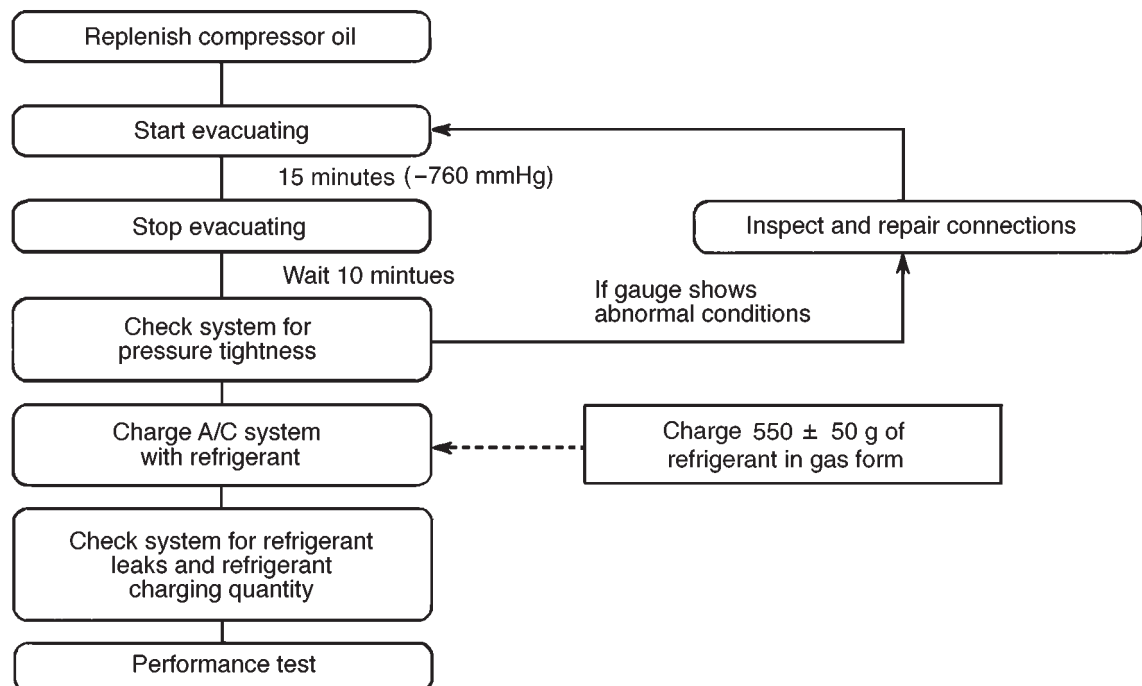 Replenish compressor oil
Start evacuating
15 minutes (−760 mmHg)
Stop evacuating
Inspect and repair connections
Wait 10 mintues
If gauge shows
abnormal conditions
Check system for
pressure tightness
Charge A/C system
with refrigerant
Charge 550 ± 50 g of
refrigerant in gas form
Check system for refrigerant
leaks and refrigerant
charging quantity
Performance test